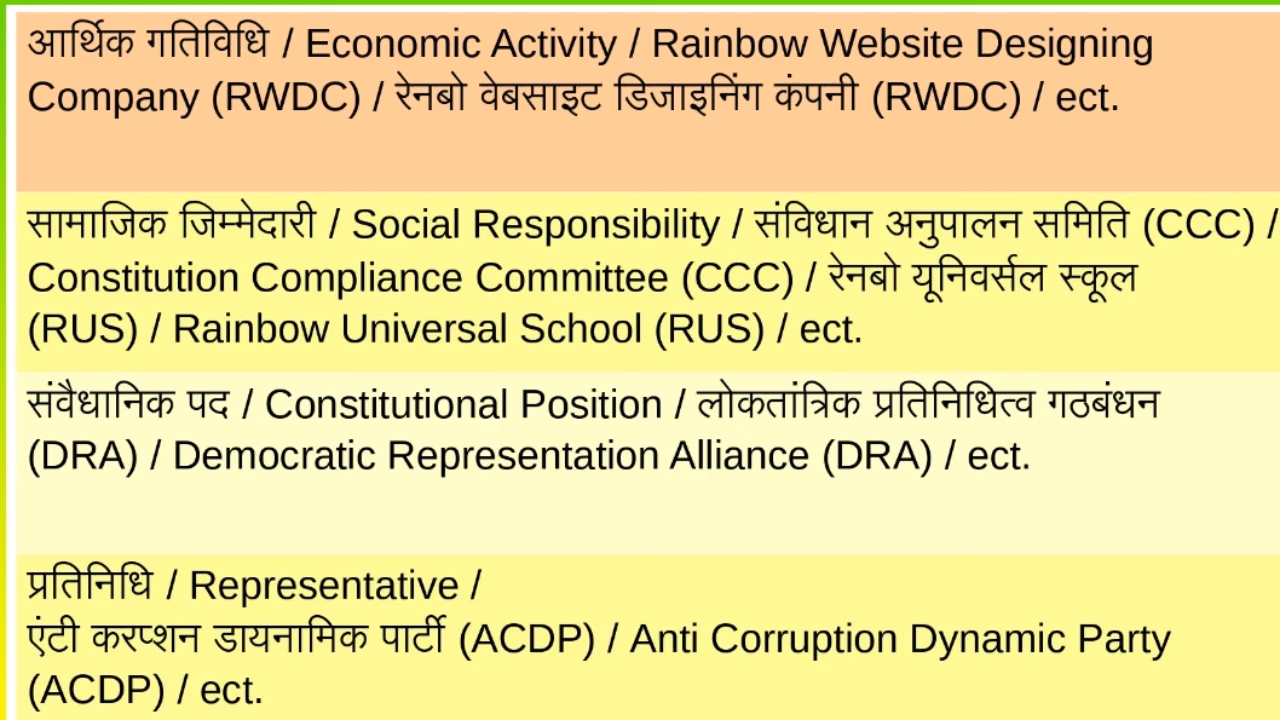 आर्थिक गतिविधि / Economic Activity / Rainbow Website Designing
Company (RWDC) / रेनबो वेबसाइट डिजाइनिंग कंपनी (RWDC) / ect.
सामाजिक जिम्मेदारी / Social Responsibility / संविधान अनुपालन समिति (CCC) /
Constitution Compliance Committee (CCC) / रेनबो यूनिवर्सल स्कूल
(RUS) / Rainbow Universal School (RUS) / ect.
संवैधानिक पद / Constitutional Position / लोकतांत्रिक प्रतिनिधित्व गठबंधन
(DRA) / Democratic Representation Alliance (DRA) / ect.
प्रतिनिधि / Representative /
एंटी करप्शन डायनामिक पार्टी (ACDP) / Anti Corruption Dynamic Party
(ACDP) / ect.